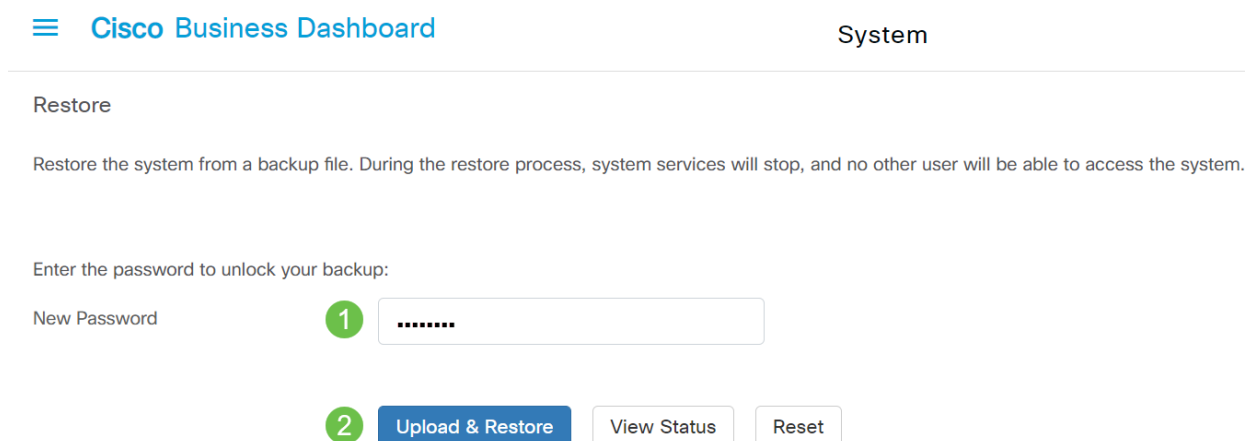 Cisco Business Dashboard
System
Restore
Restore the system from a backup file. During the restore process, system services will stop, and no other user will be able to access the system.
Enter the password to unlock your backup:
New Password 1 ••••••••
2 Upload & Restore View Status Reset